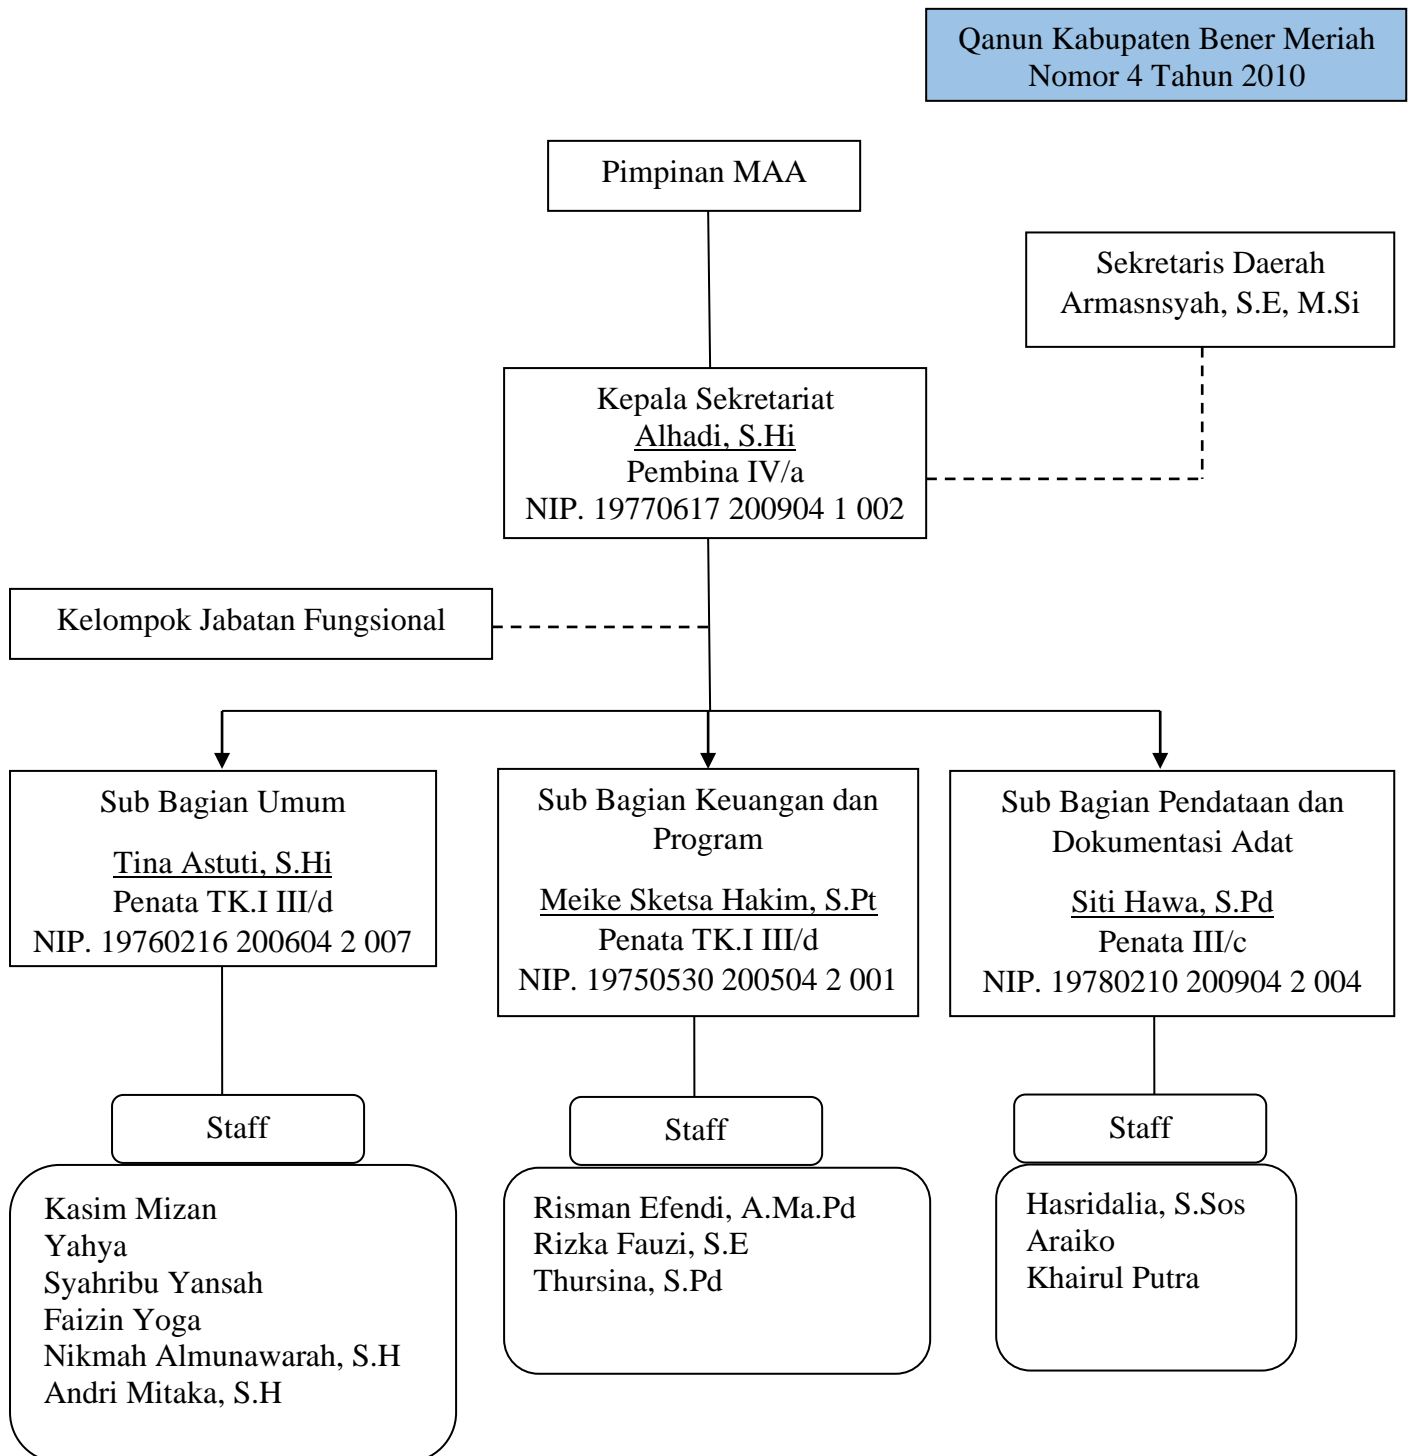 Qanun Kabupaten Bener Meriah
Nomor 4 Tahun 2010
Pimpinan MAA
Sekretaris Daerah
Armasnsyah, S.E, M.Si
Kepala Sekretariat
Alhadi, S.Hi
Pembina IV/a
NIP. 19770617 200904 1 002
Kelompok Jabatan Fungsional
Sub Bagian Umum
Tina Astuti, S.Hi
Penata TK.I III/d
NIP. 19760216 200604 2 007
Sub Bagian Keuangan dan
Program
Meike Sketsa Hakim, S.Pt
Penata TK.I III/d
NIP. 19750530 200504 2 001
Sub Bagian Pendataan dan
Dokumentasi Adat
Siti Hawa, S.Pd
Penata III/c
NIP. 19780210 200904 2 004
Staff
Kasim Mizan
Yahya
Syahribu Yansah
Faizin Yoga
Nikmah Almunawarah, S.H
Andri Mitaka, S.H
Staff
Risman Efendi, A.Ma.Pd
Rizka Fauzi, S.E
Thursina, S.Pd
Staff
Hasridalia, S.Sos
Araiko
Khairul Putra